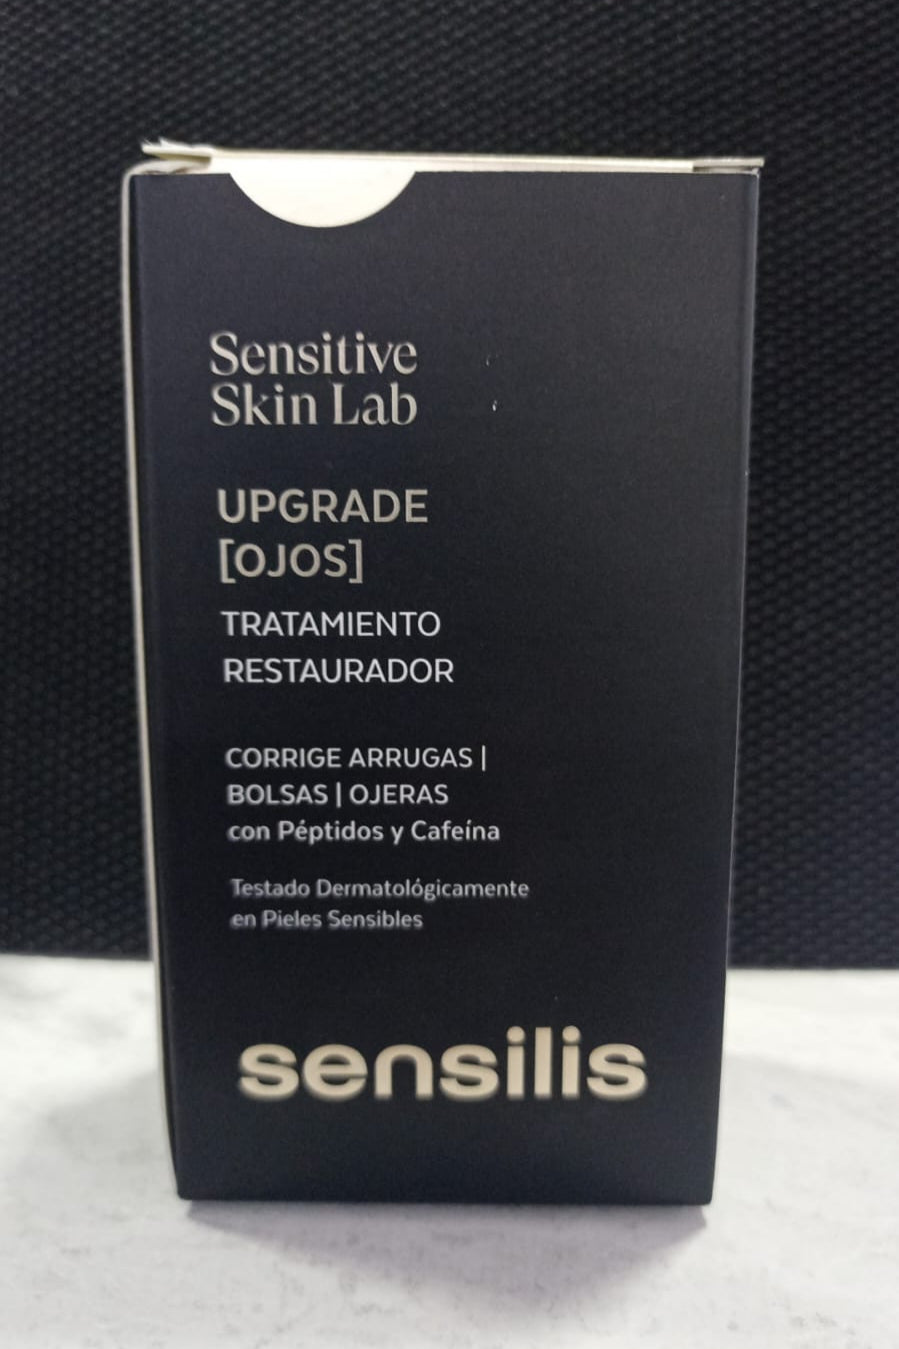 Sensitive
Skin Lab
UPGRADE
[OJOS]
TRATAMIENTO
RESTAURADOR
CORRIGE ARRUGAS |
BOLSAS | OJERAS
con Péptidos y Cafeína
Testado Dermatológicamente
en Pieles Sensibles
sensilis